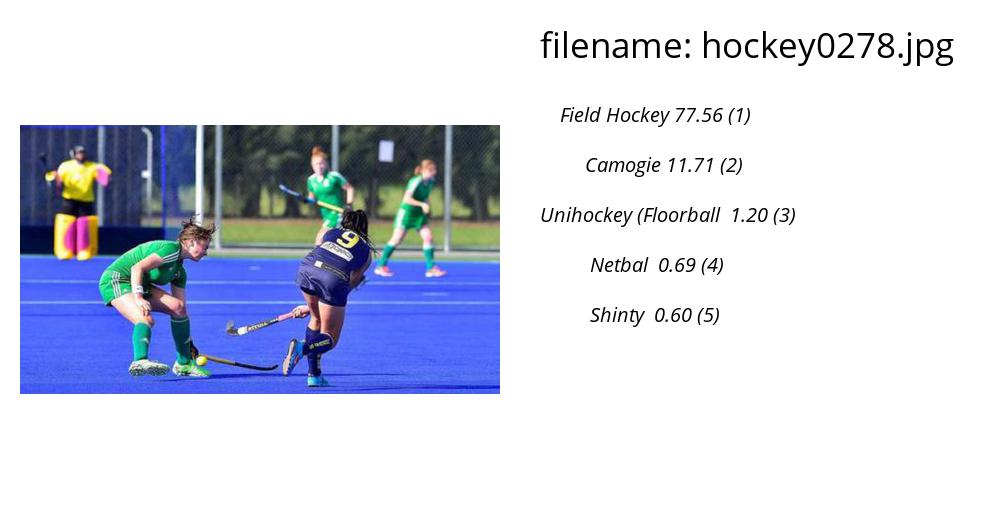 filename: hockey0278.jpg
Field Hockey 77.56 (1)
Camogie 11.71 (2)
Unihockey (Floorball  1.20 (3)
Netbal  0.69 (4)
Shinty  0.60 (5)
9